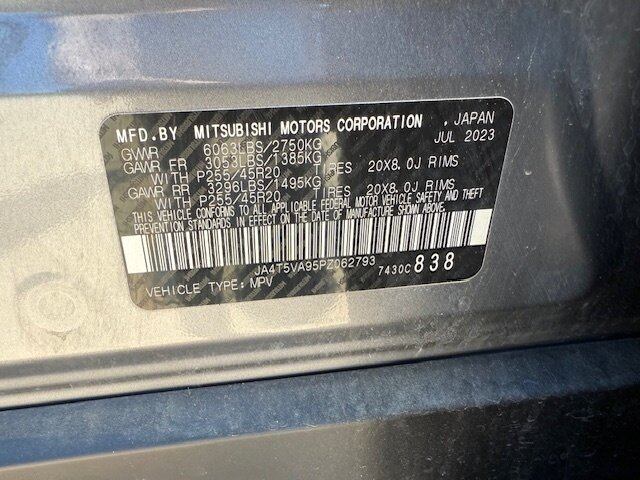 MFD.BY MITSUBISHI MOTORS CORPORATION , JAPAN
GVWR 6063LBS/2750KG JUL 2023
GAWR FR 3053LBS/1385KG
WITH P255/45R20 TIRES 20X8.0J RIMS
GAWR RR 3296LBS/1495KG
WITH P255/45R20 TIRES 20X8.0J RIMS
THIS VEHICLE CONFORMS TO ALL APPLICABLE FEDERAL MOTOR VEHICLE SAFETY AND THEFT
PREVENTION STANDARDS IN EFFECT ON THE DATE OF MANUFACTURE SHOWN ABOVE.
JA4T5VA95PZ062793
VEHICLE TYPE: MPV 7430C 838